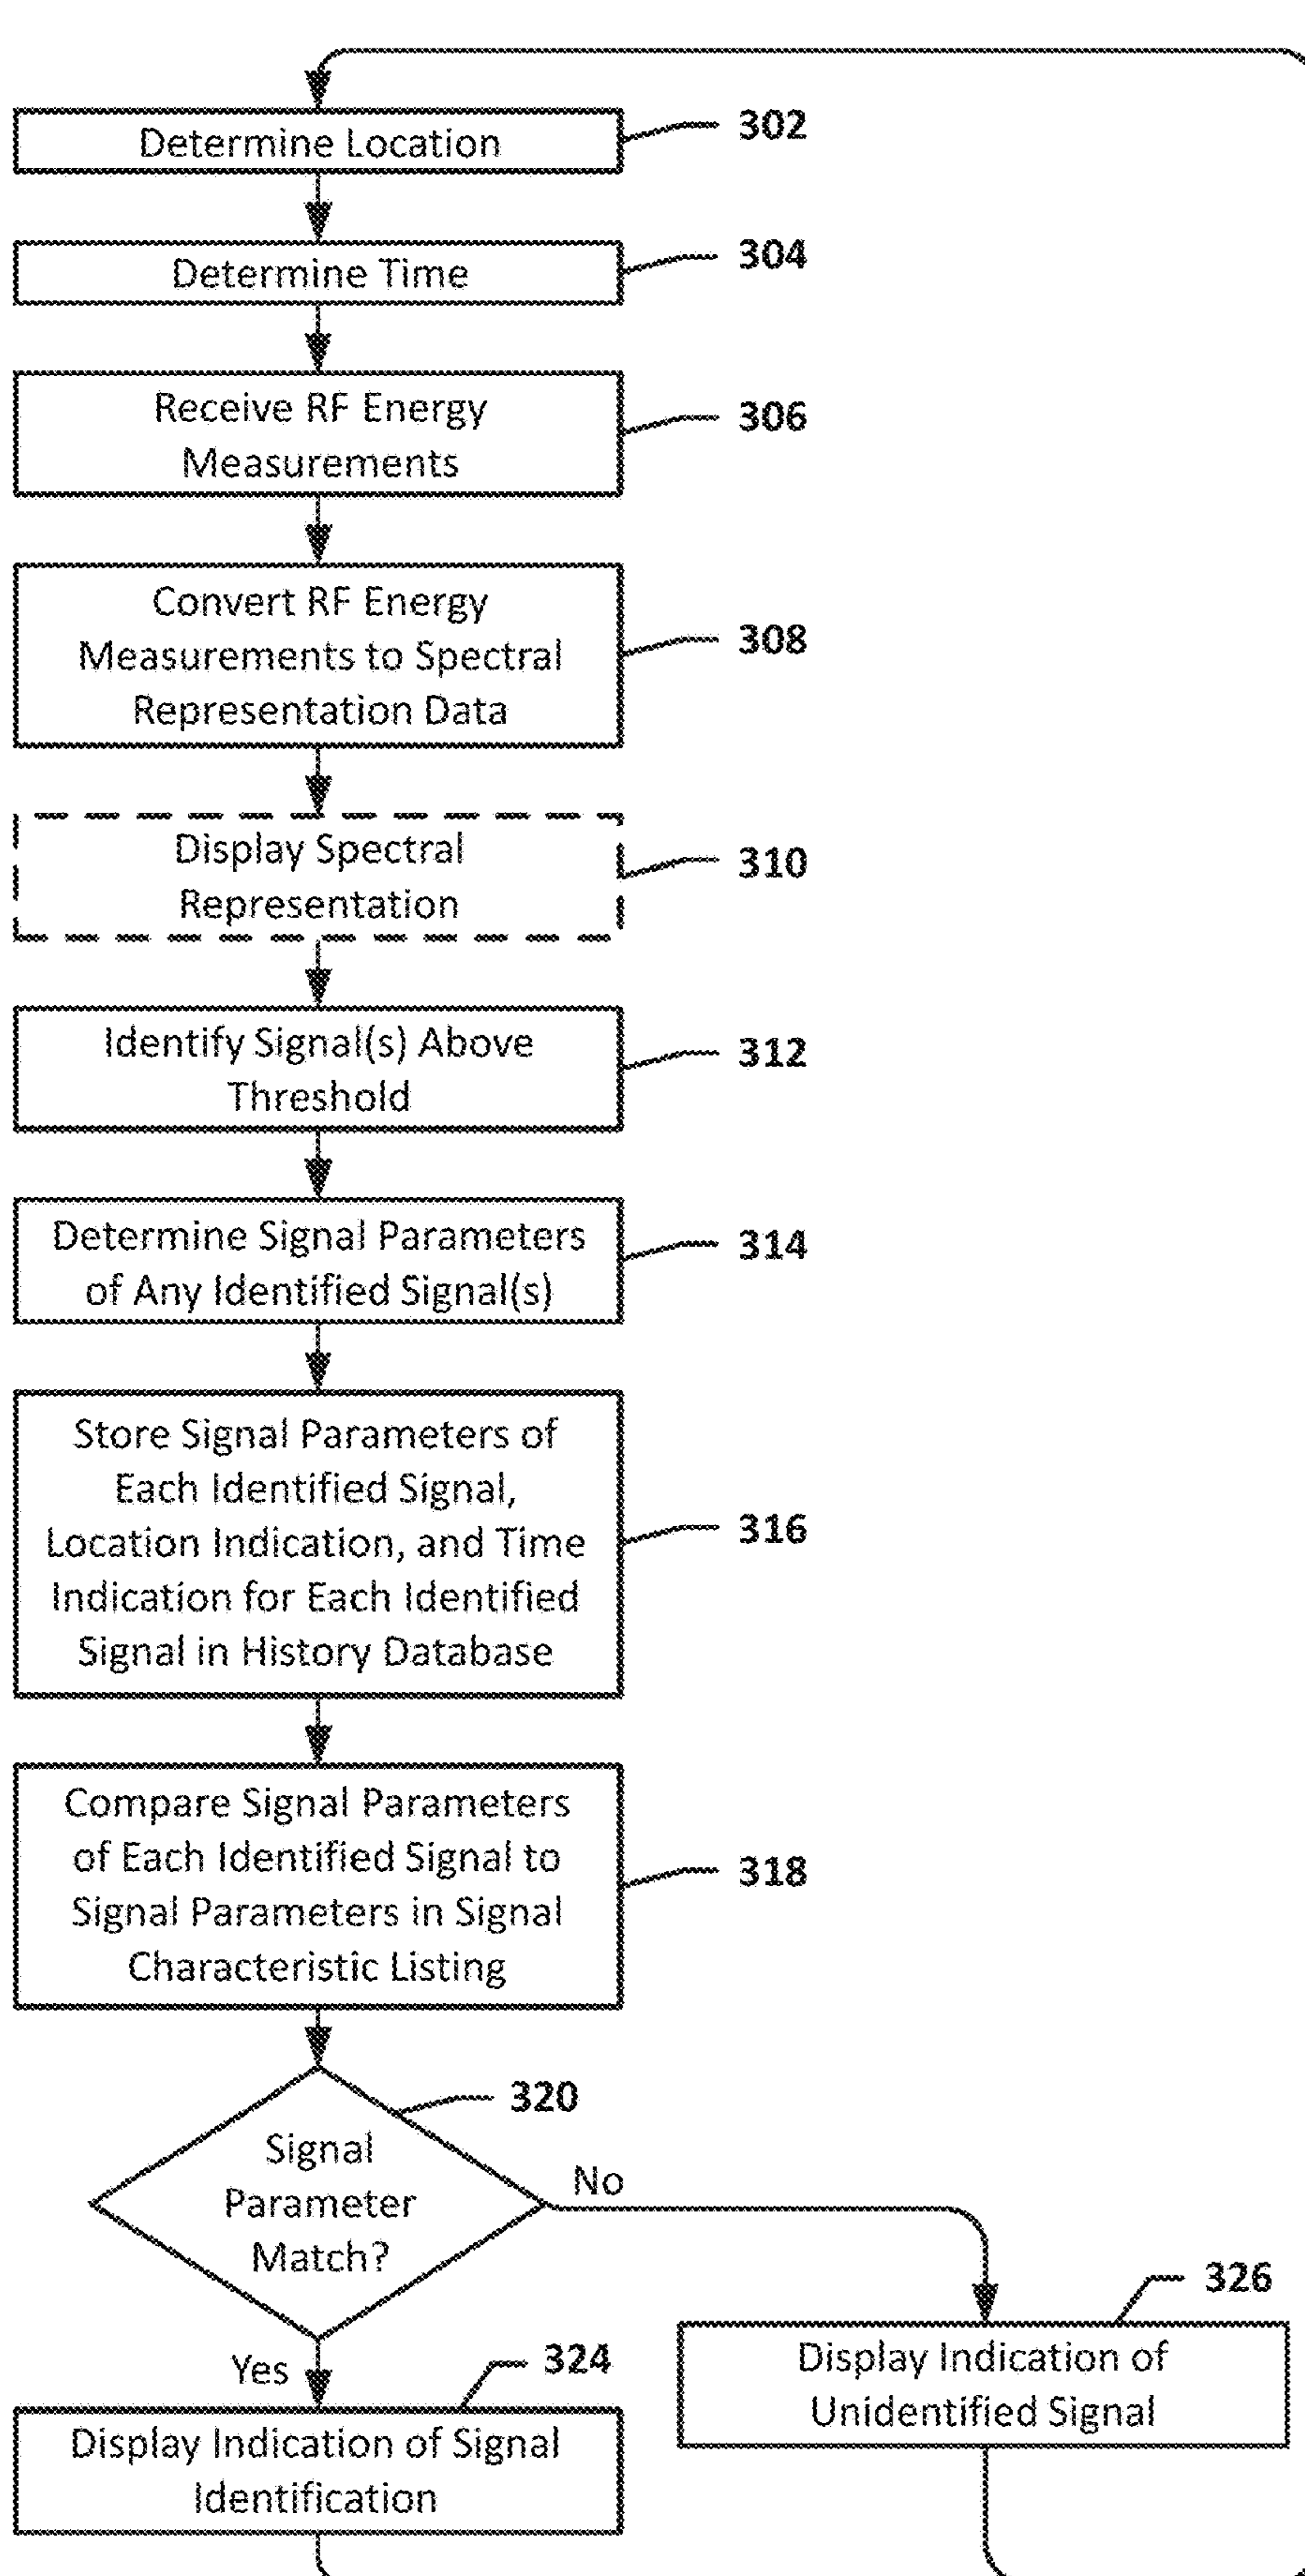 Determine Location
302
Determine Time
304
Receive RF Energy
Measurements
306
Convert RF Energy
Measurements to Spectral
Representation Data
308
Display Spectral
Representation
310
Identify Signal(s) Above
Threshold
312
Determine Signal Parameters
of Any Identified Signal(s)
314
Store Signal Parameters of
Each Identified Signal,
Location Indication, and Time
Indication for Each Identified
Signal in History Database
316
Compare Signal Parameters
of Each Identified Signal to
Signal Parameters in Signal
Characteristic Listing
318
320
Signal
Parameter
Match?
No
326
Display Indication of
Unidentified Signal
Yes
324
Display Indication of Signal
Identification